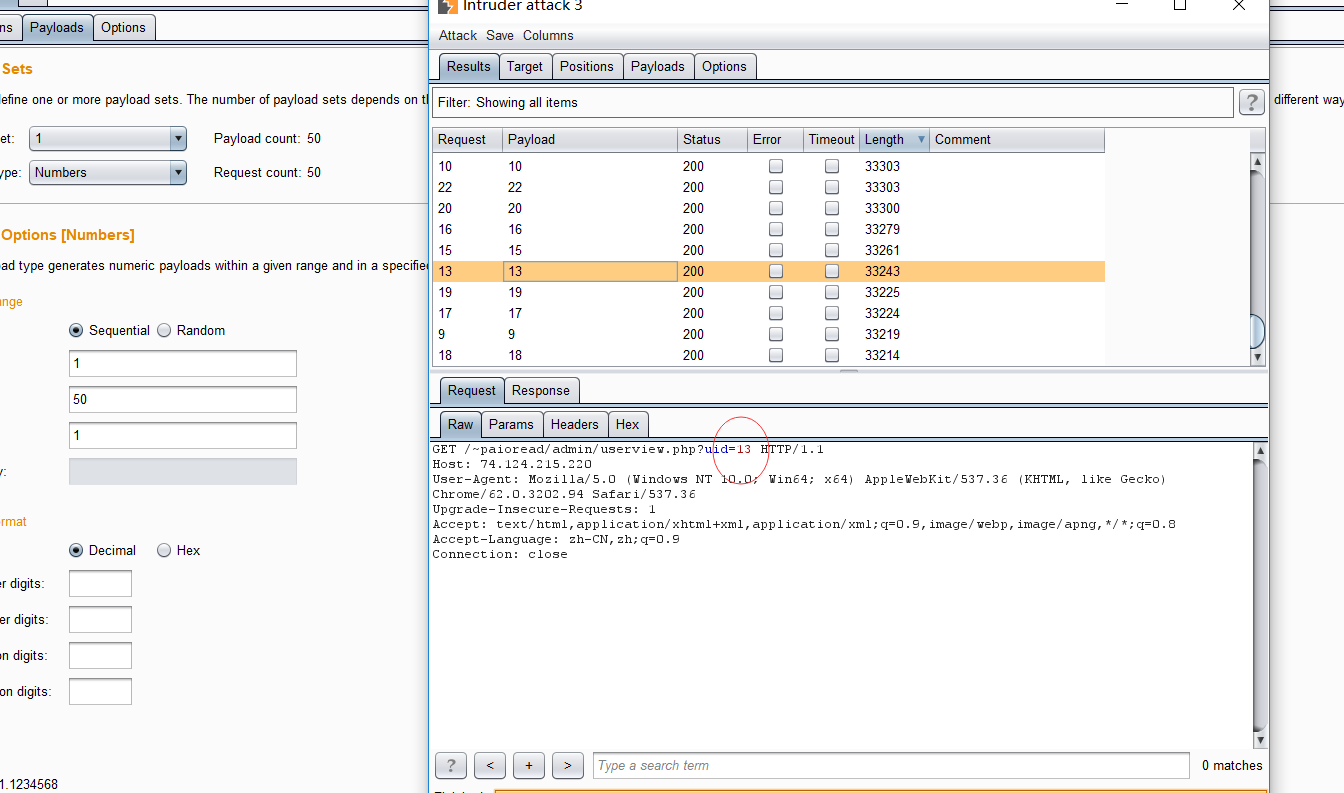 ns Payloads Options
Sets
efine one or more payload sets. The number of payload sets depends on th
different way
et: 1 Payload count: 50
ype: Numbers Request count: 50
Options [Numbers]
ad type generates numeric payloads within a given range and in a specified
ange
Sequential Random
1
50
1
y:
rmat
Decimal Hex
er digits:
er digits:
on digits:
on digits:
1.1234568
Intruder attack 3
Attack Save Columns
Results Target Positions Payloads Options
Filter: Showing all items ?
Request Payload Status Error Timeout Length Comment
10 10 200 33303
22 22 200 33303
20 20 200 33300
16 16 200 33279
15 15 200 33261
13 13 200 33243
19 19 200 33225
17 17 200 33224
9 9 200 33219
18 18 200 33214
Request Response
Raw Params Headers Hex
GET /~paioread/admin/userview.php?uid=13 HTTP/1.1
Host: 74.124.215.220
User-Agent: Mozilla/5.0 (Windows NT 10.0; Win64; x64) AppleWebKit/537.36 (KHTML, like Gecko)
Chrome/62.0.3202.94 Safari/537.36
Upgrade-Insecure-Requests: 1
Accept: text/html,application/xhtml+xml,application/xml;q=0.9,image/webp,image/apng,*/*;q=0.8
Accept-Language: zh-CN,zh;q=0.9
Connection: close
? < + > Type a search term 0 matches